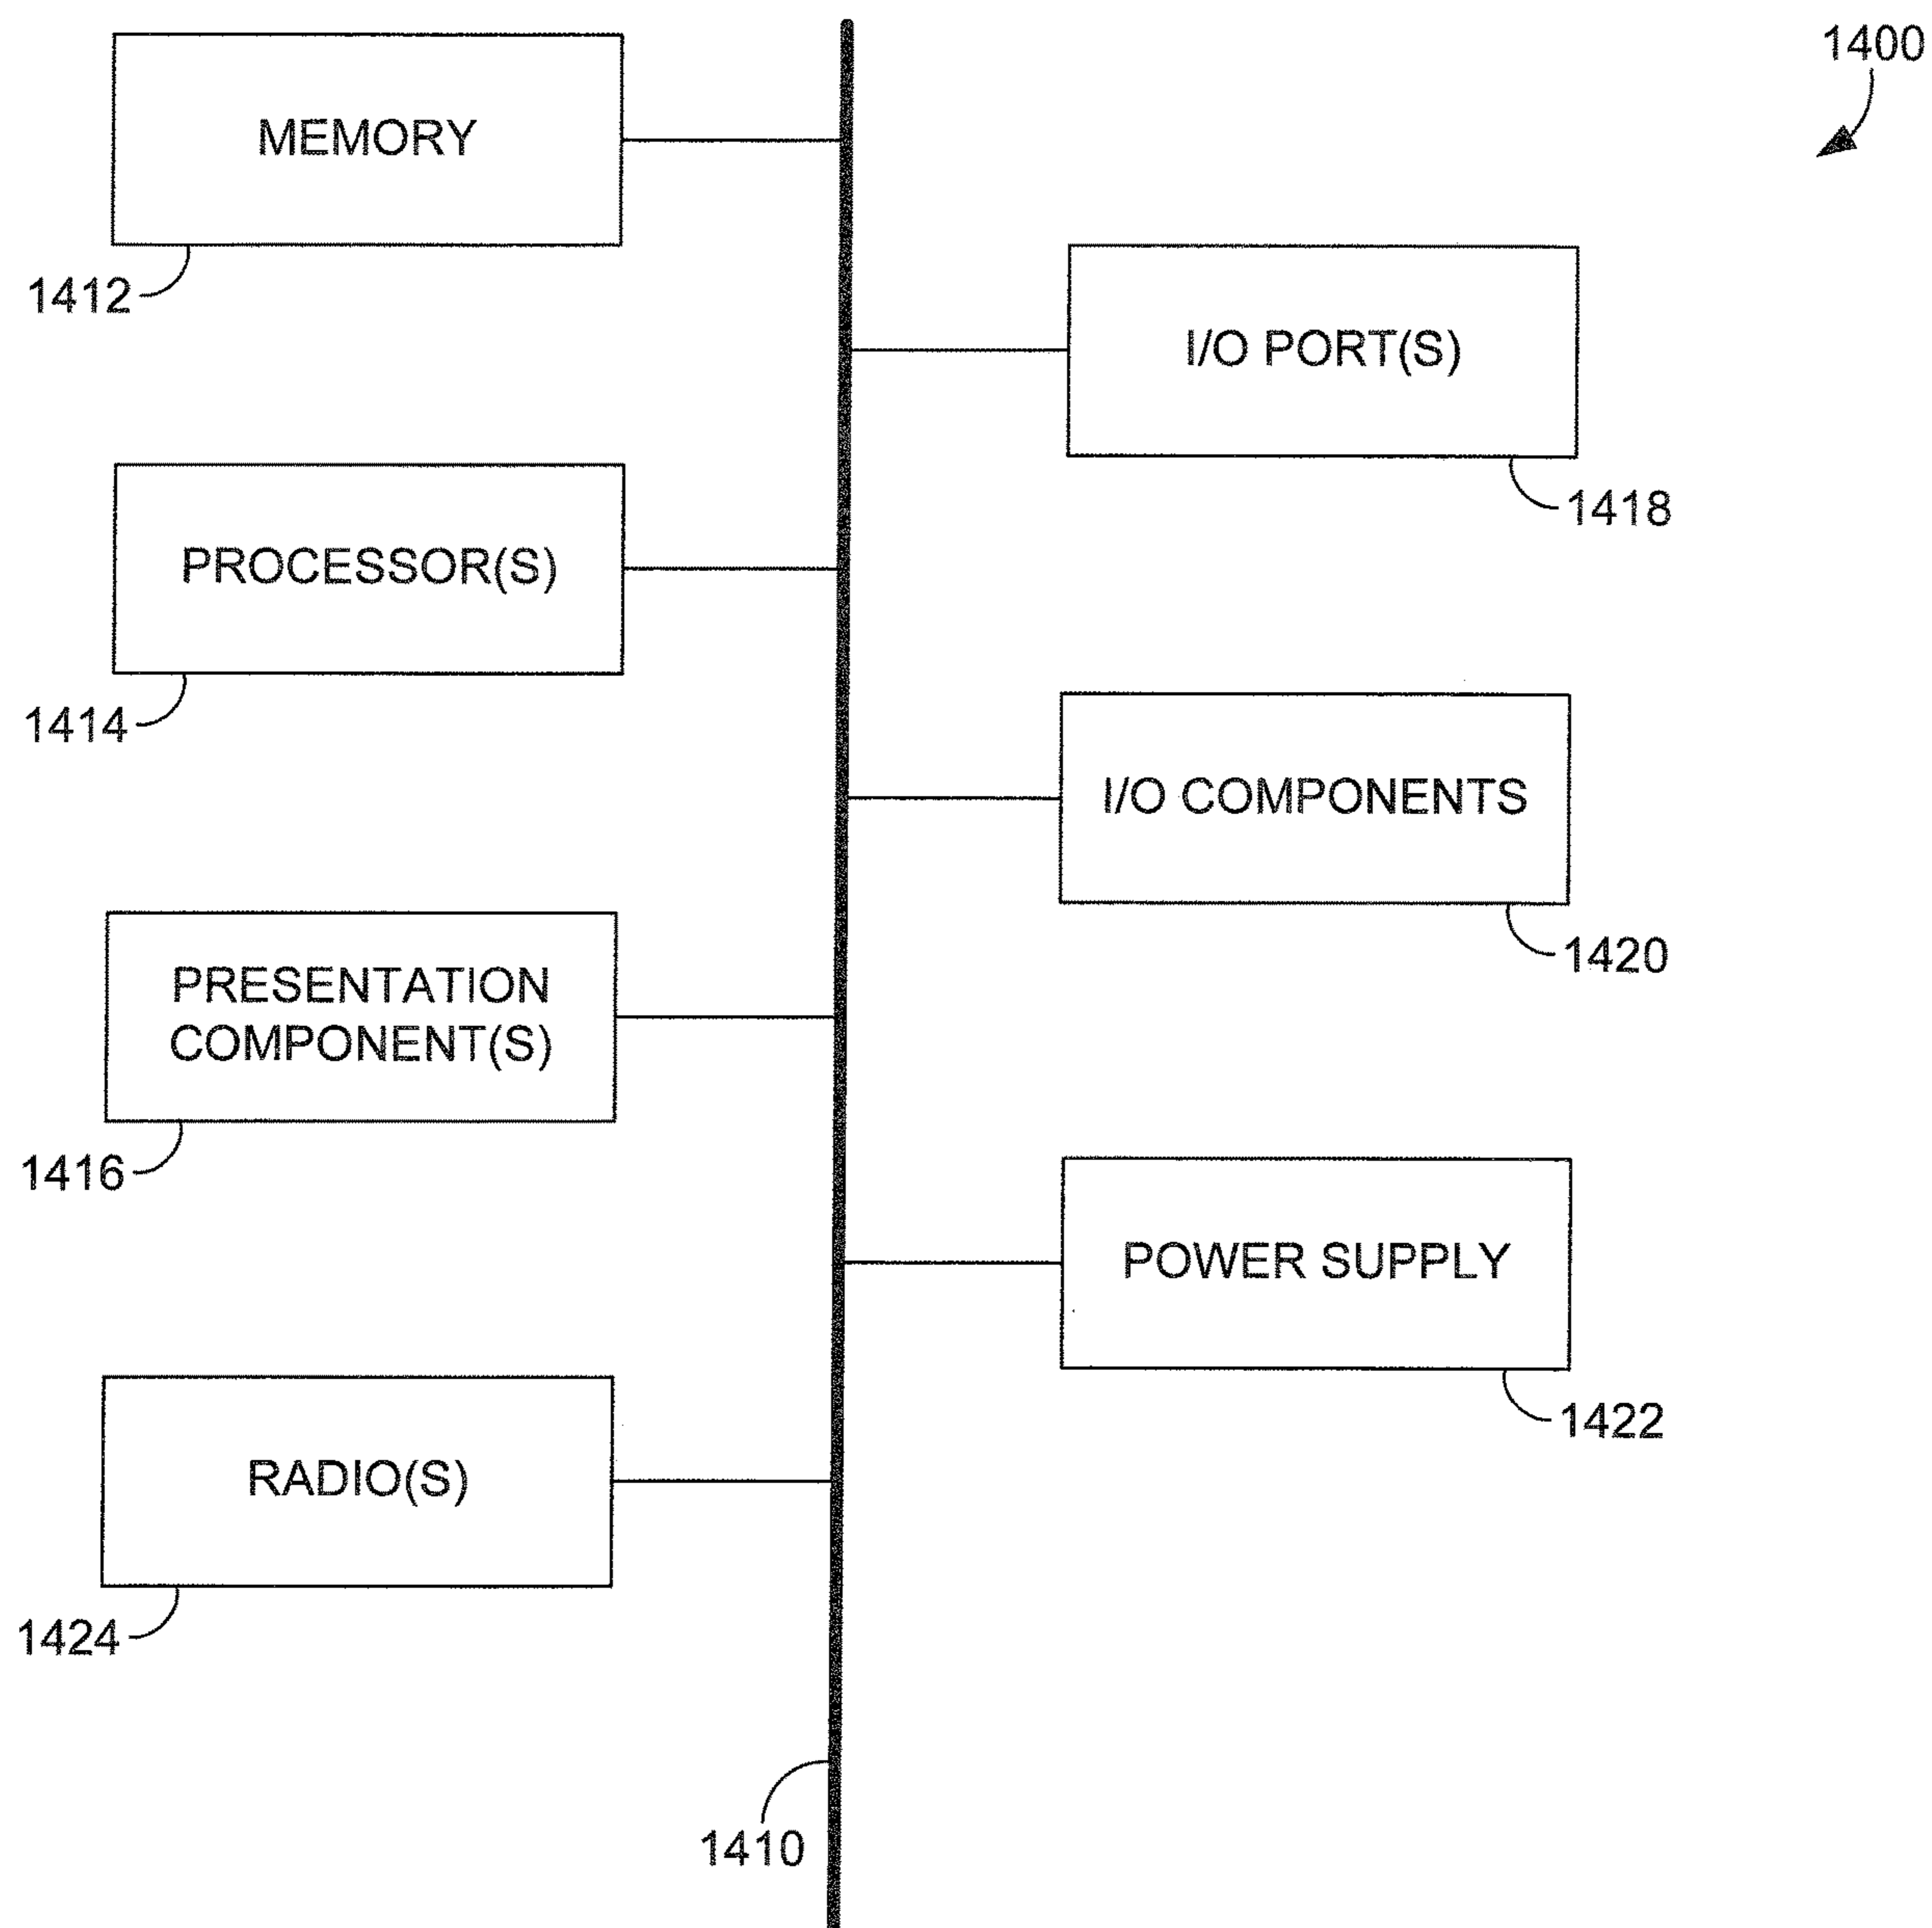 1400
MEMORY
1412
I/O PORT(S)
1418
PROCESSOR(S)
1414
I/O COMPONENTS
1420
PRESENTATION
COMPONENT(S)
1416
POWER SUPPLY
1422
RADIO(S)
1424
1410